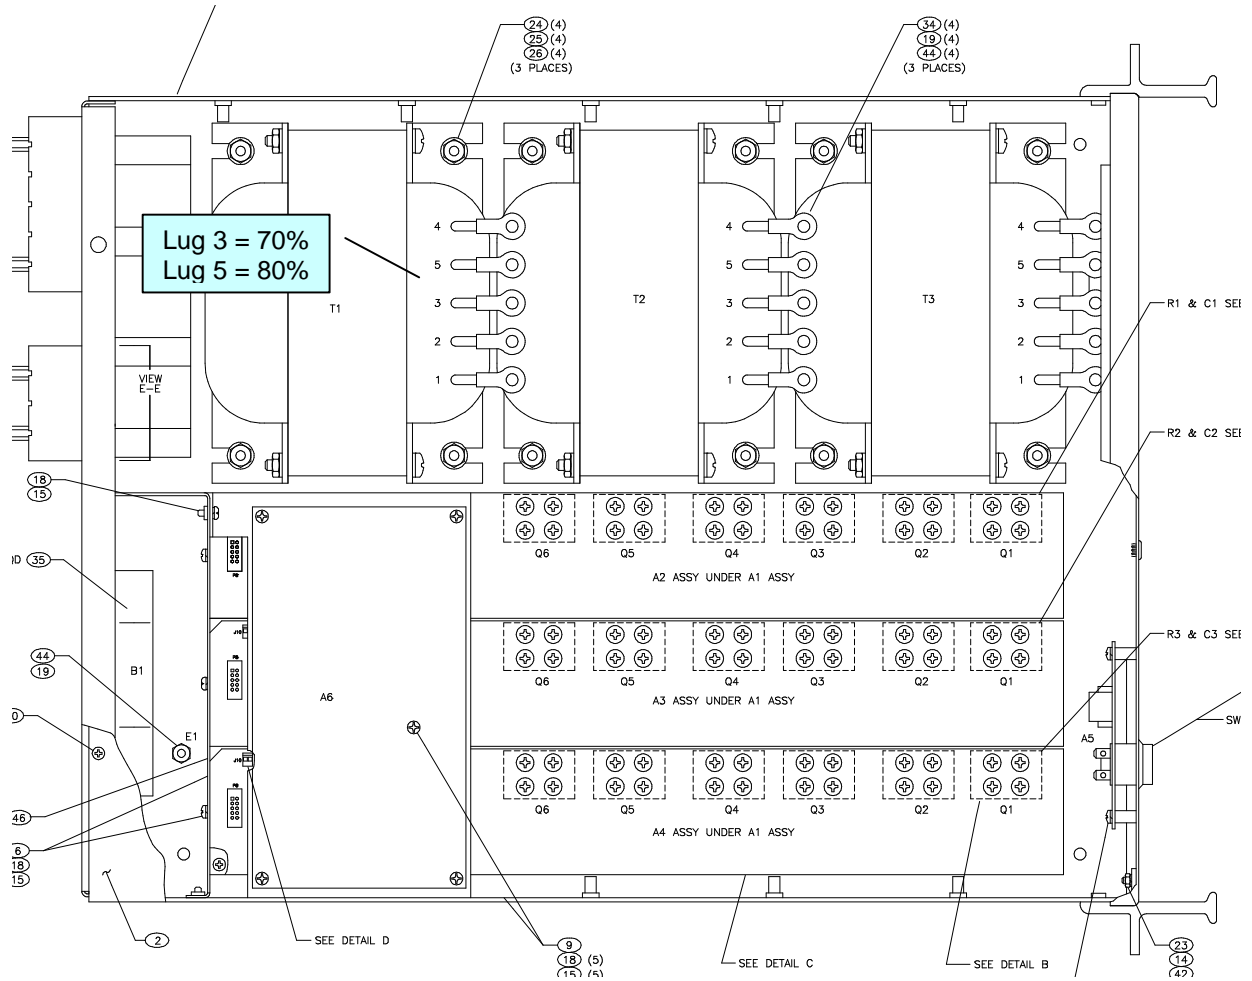 24 (4)
25 (4)
26 (4)
(3 PLACES)
34 (4)
19 (4)
44 (4)
(3 PLACES)
Lug 3 = 70%
Lug 5 = 80%
4
5
3
2
1
T1
4
5
3
2
1
T2
4
5
3
2
1
T3
R1 & C1 SEE
VIEW
E-E
R2 & C2 SEE
18
15
Q6 Q5 Q4 Q3 Q2 Q1
A2 ASSY UNDER A1 ASSY
35
J10
R3 & C3 SEE
44
19
B1
A6
Q6 Q5 Q4 Q3 Q2 Q1
A3 ASSY UNDER A1 ASSY
E1
A5
SW
J10
46
6
18
15
Q6 Q5 Q4 Q3 Q2 Q1
A4 ASSY UNDER A1 ASSY
2
SEE DETAIL D
9
18 (5)
15 (5)
SEE DETAIL C
SEE DETAIL B
23
14
42